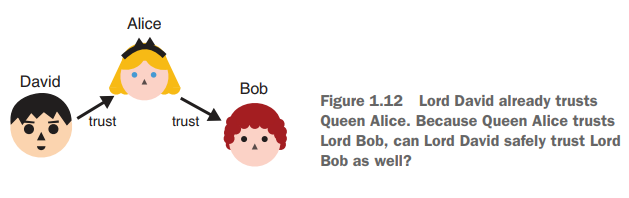 Alice
David
Bob
trust
trust
Figure 1.12 Lord David already trusts
Queen Alice. Because Queen Alice trusts
Lord Bob, can Lord David safely trust Lord
Bob as well?